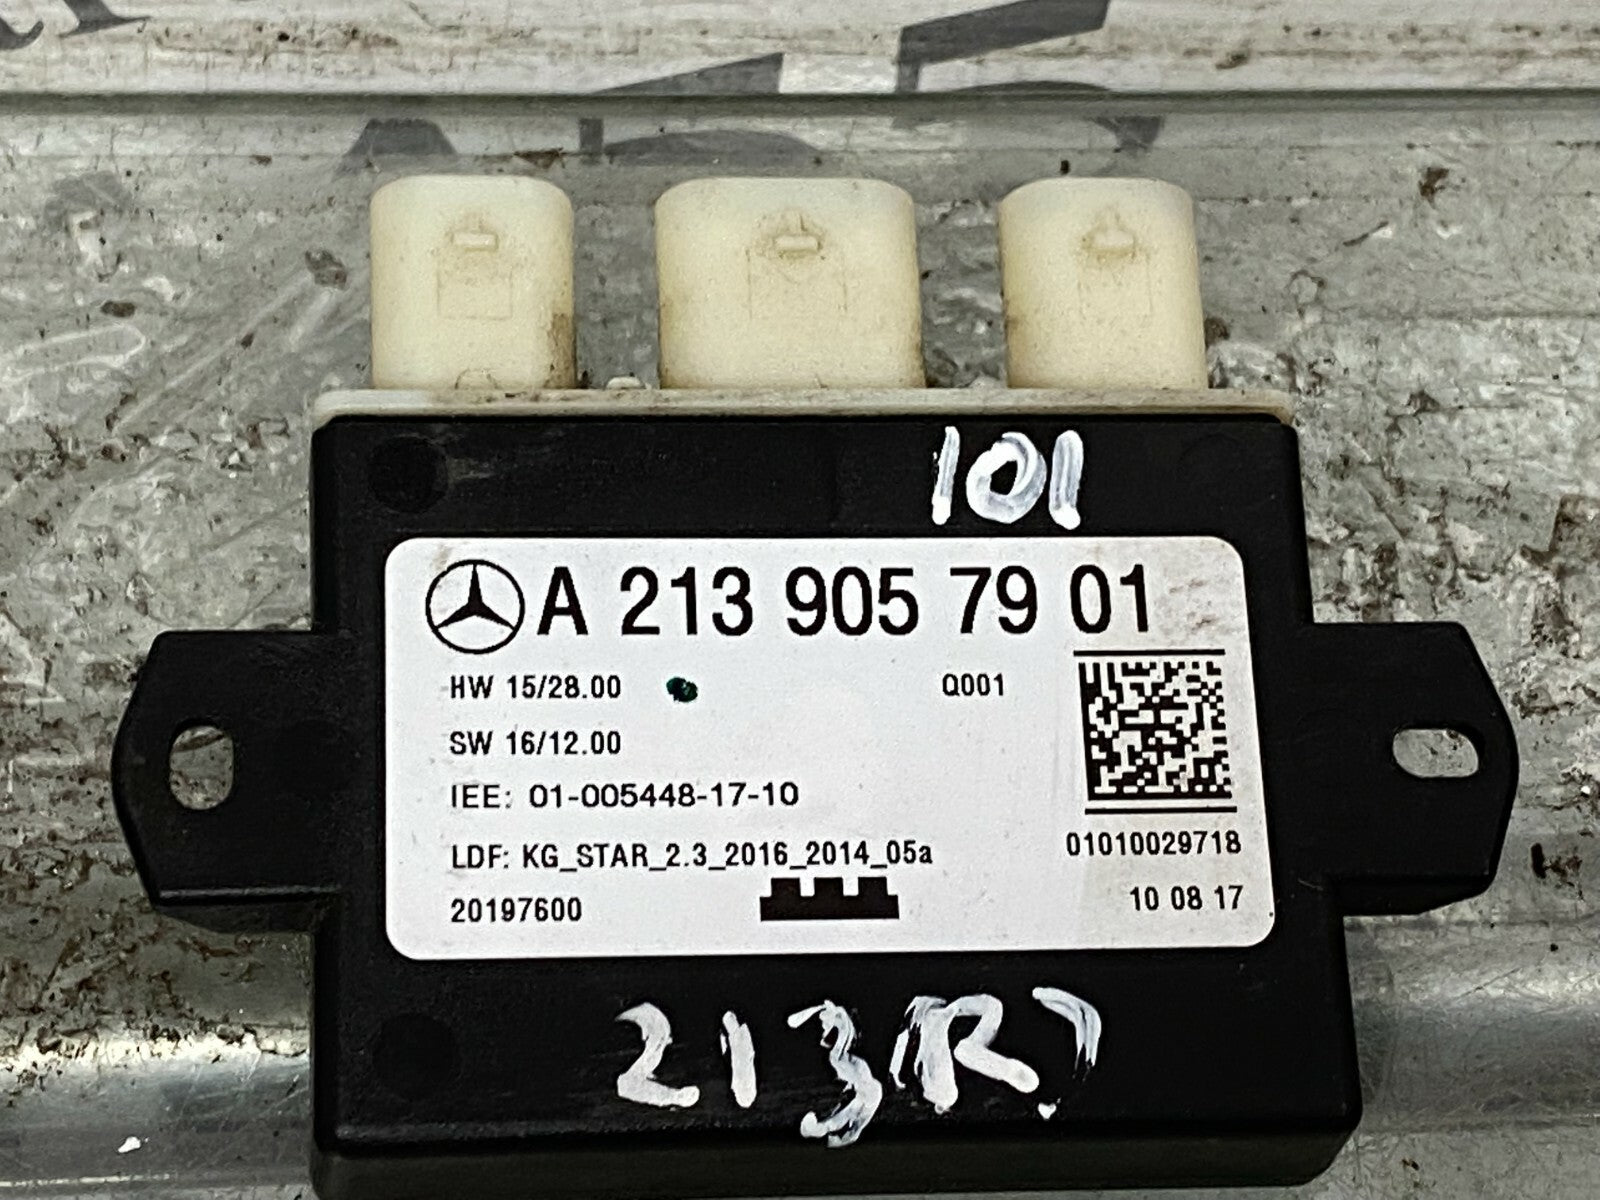 101
A 213 905 79 01
HW 15/28.00
Q001
SW 16/12.00
IEE: 01-005448-17-10
LDF: KG_STAR_2.3_2016_2014_05a
01010029718
20197600
10 08 17
213(R)